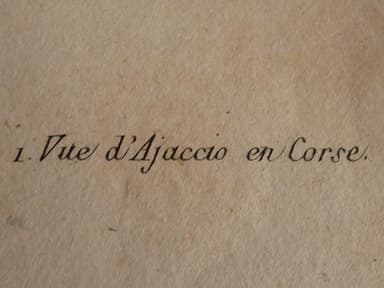 1. Vue d'Ajaccio en Corse.